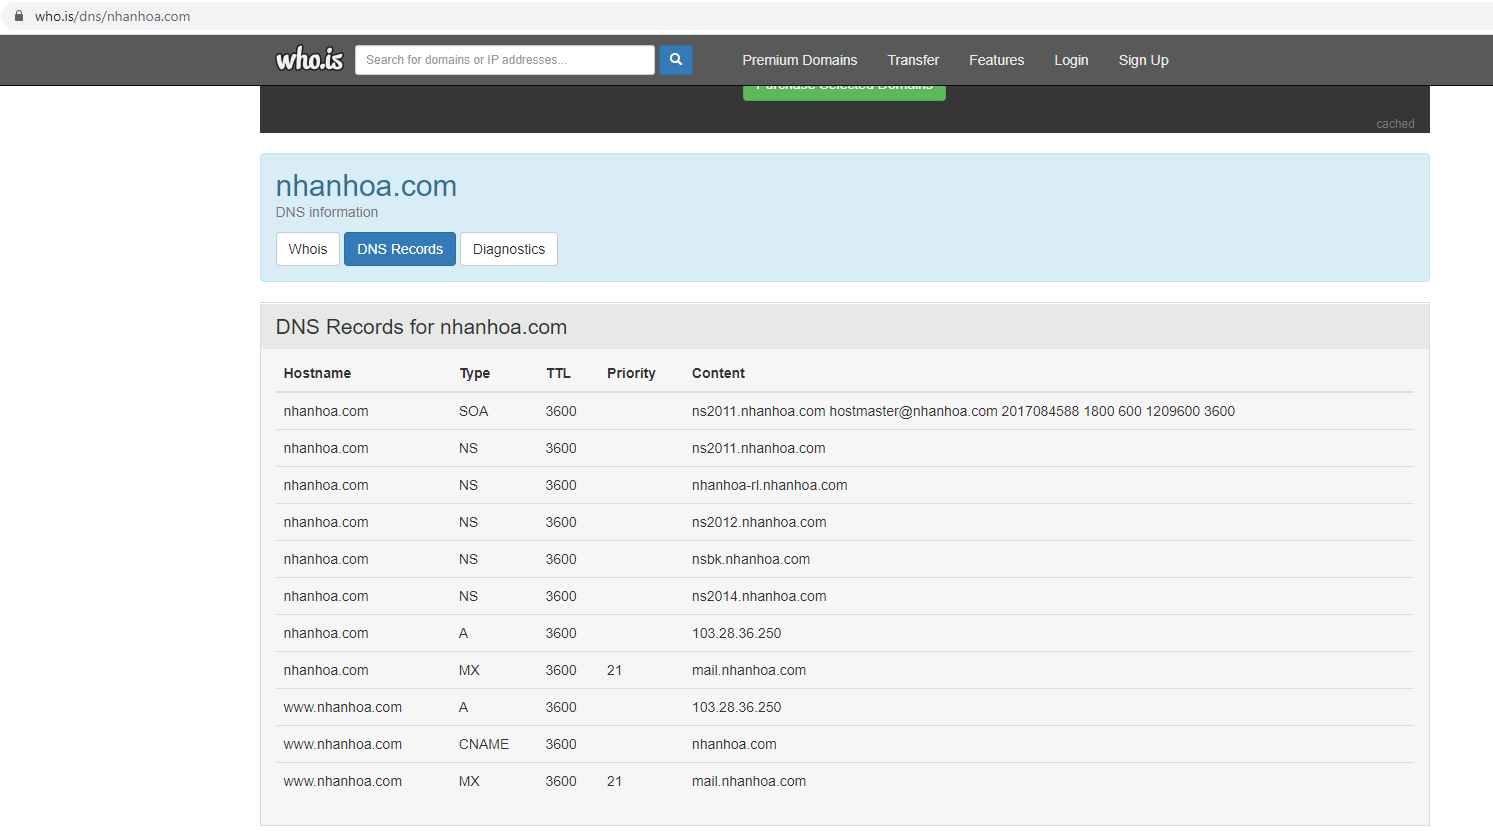 who.is/dns/nhanhoa.com
who.is Search for domains or IP addresses... Premium Domains Transfer Features Login Sign Up
Purchase Selected Domains
cached
nhanhoa.com
DNS information
Whois DNS Records Diagnostics
DNS Records for nhanhoa.com
Hostname Type TTL Priority Content
nhanhoa.com SOA 3600 ns2011.nhanhoa.com hostmaster@nhanhoa.com 2017084588 1800 600 1209600 3600
nhanhoa.com NS 3600 ns2011.nhanhoa.com
nhanhoa.com NS 3600 nhanhoa-rl.nhanhoa.com
nhanhoa.com NS 3600 ns2012.nhanhoa.com
nhanhoa.com NS 3600 nsbk.nhanhoa.com
nhanhoa.com NS 3600 ns2014.nhanhoa.com
nhanhoa.com A 3600 103.28.36.250
nhanhoa.com MX 3600 21 mail.nhanhoa.com
www.nhanhoa.com A 3600 103.28.36.250
www.nhanhoa.com CNAME 3600 nhanhoa.com
www.nhanhoa.com MX 3600 21 mail.nhanhoa.com